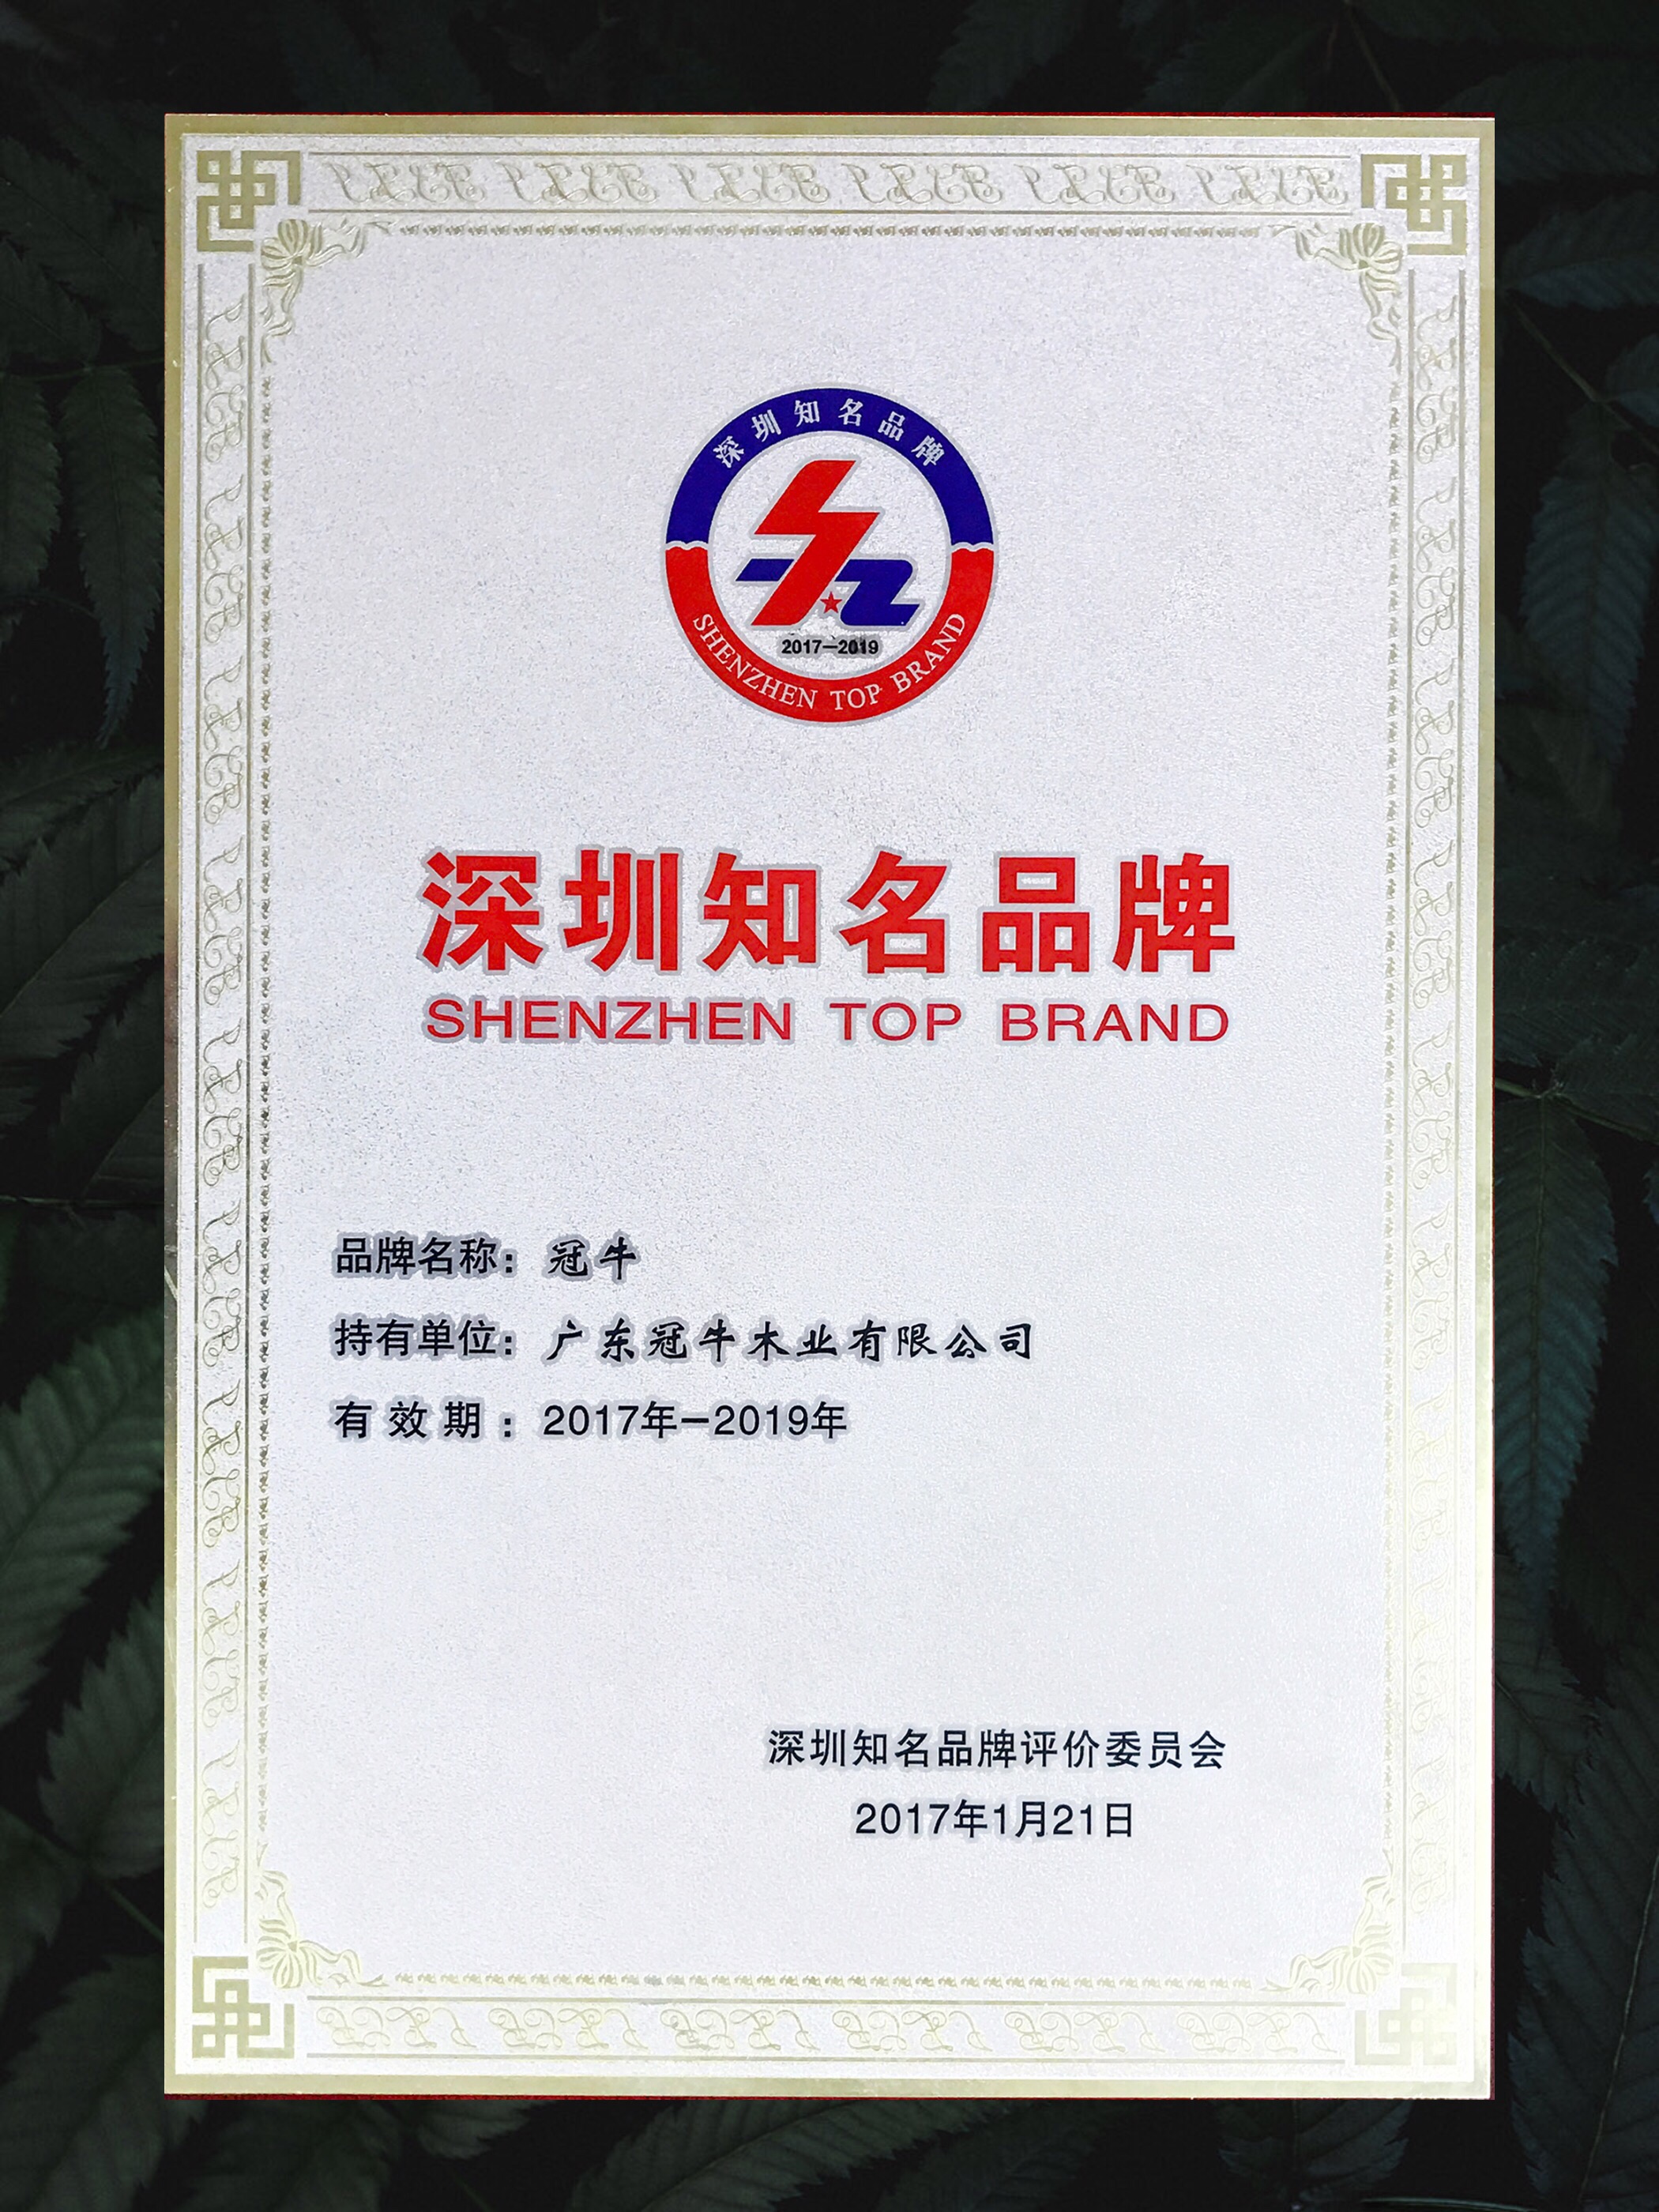 深圳知名品牌
2017—2019
SHENZHEN TOP BRAND
深圳知名品牌
SHENZHEN TOP BRAND
品牌名称：冠牛
持有单位：广东冠牛木业有限公司
有效期：2017年—2019年
深圳知名品牌评价委员会
2017年1月21日